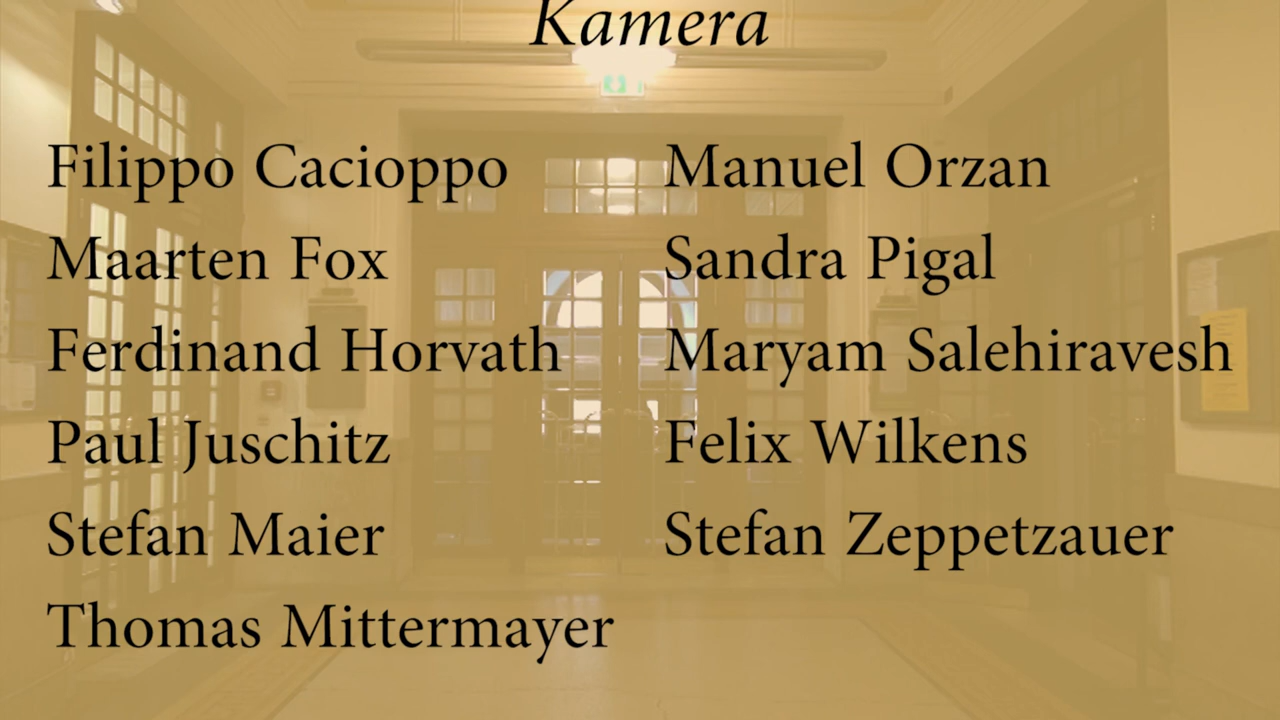 Kamera
Filippo Cacioppo
Maarten Fox
Ferdinand Horvath
Paul Juschitz
Stefan Maier
Thomas Mittermayer
Manuel Orzan
Sandra Pigal
Maryam Salehiravesh
Felix Wilkens
Stefan Zeppetzauer